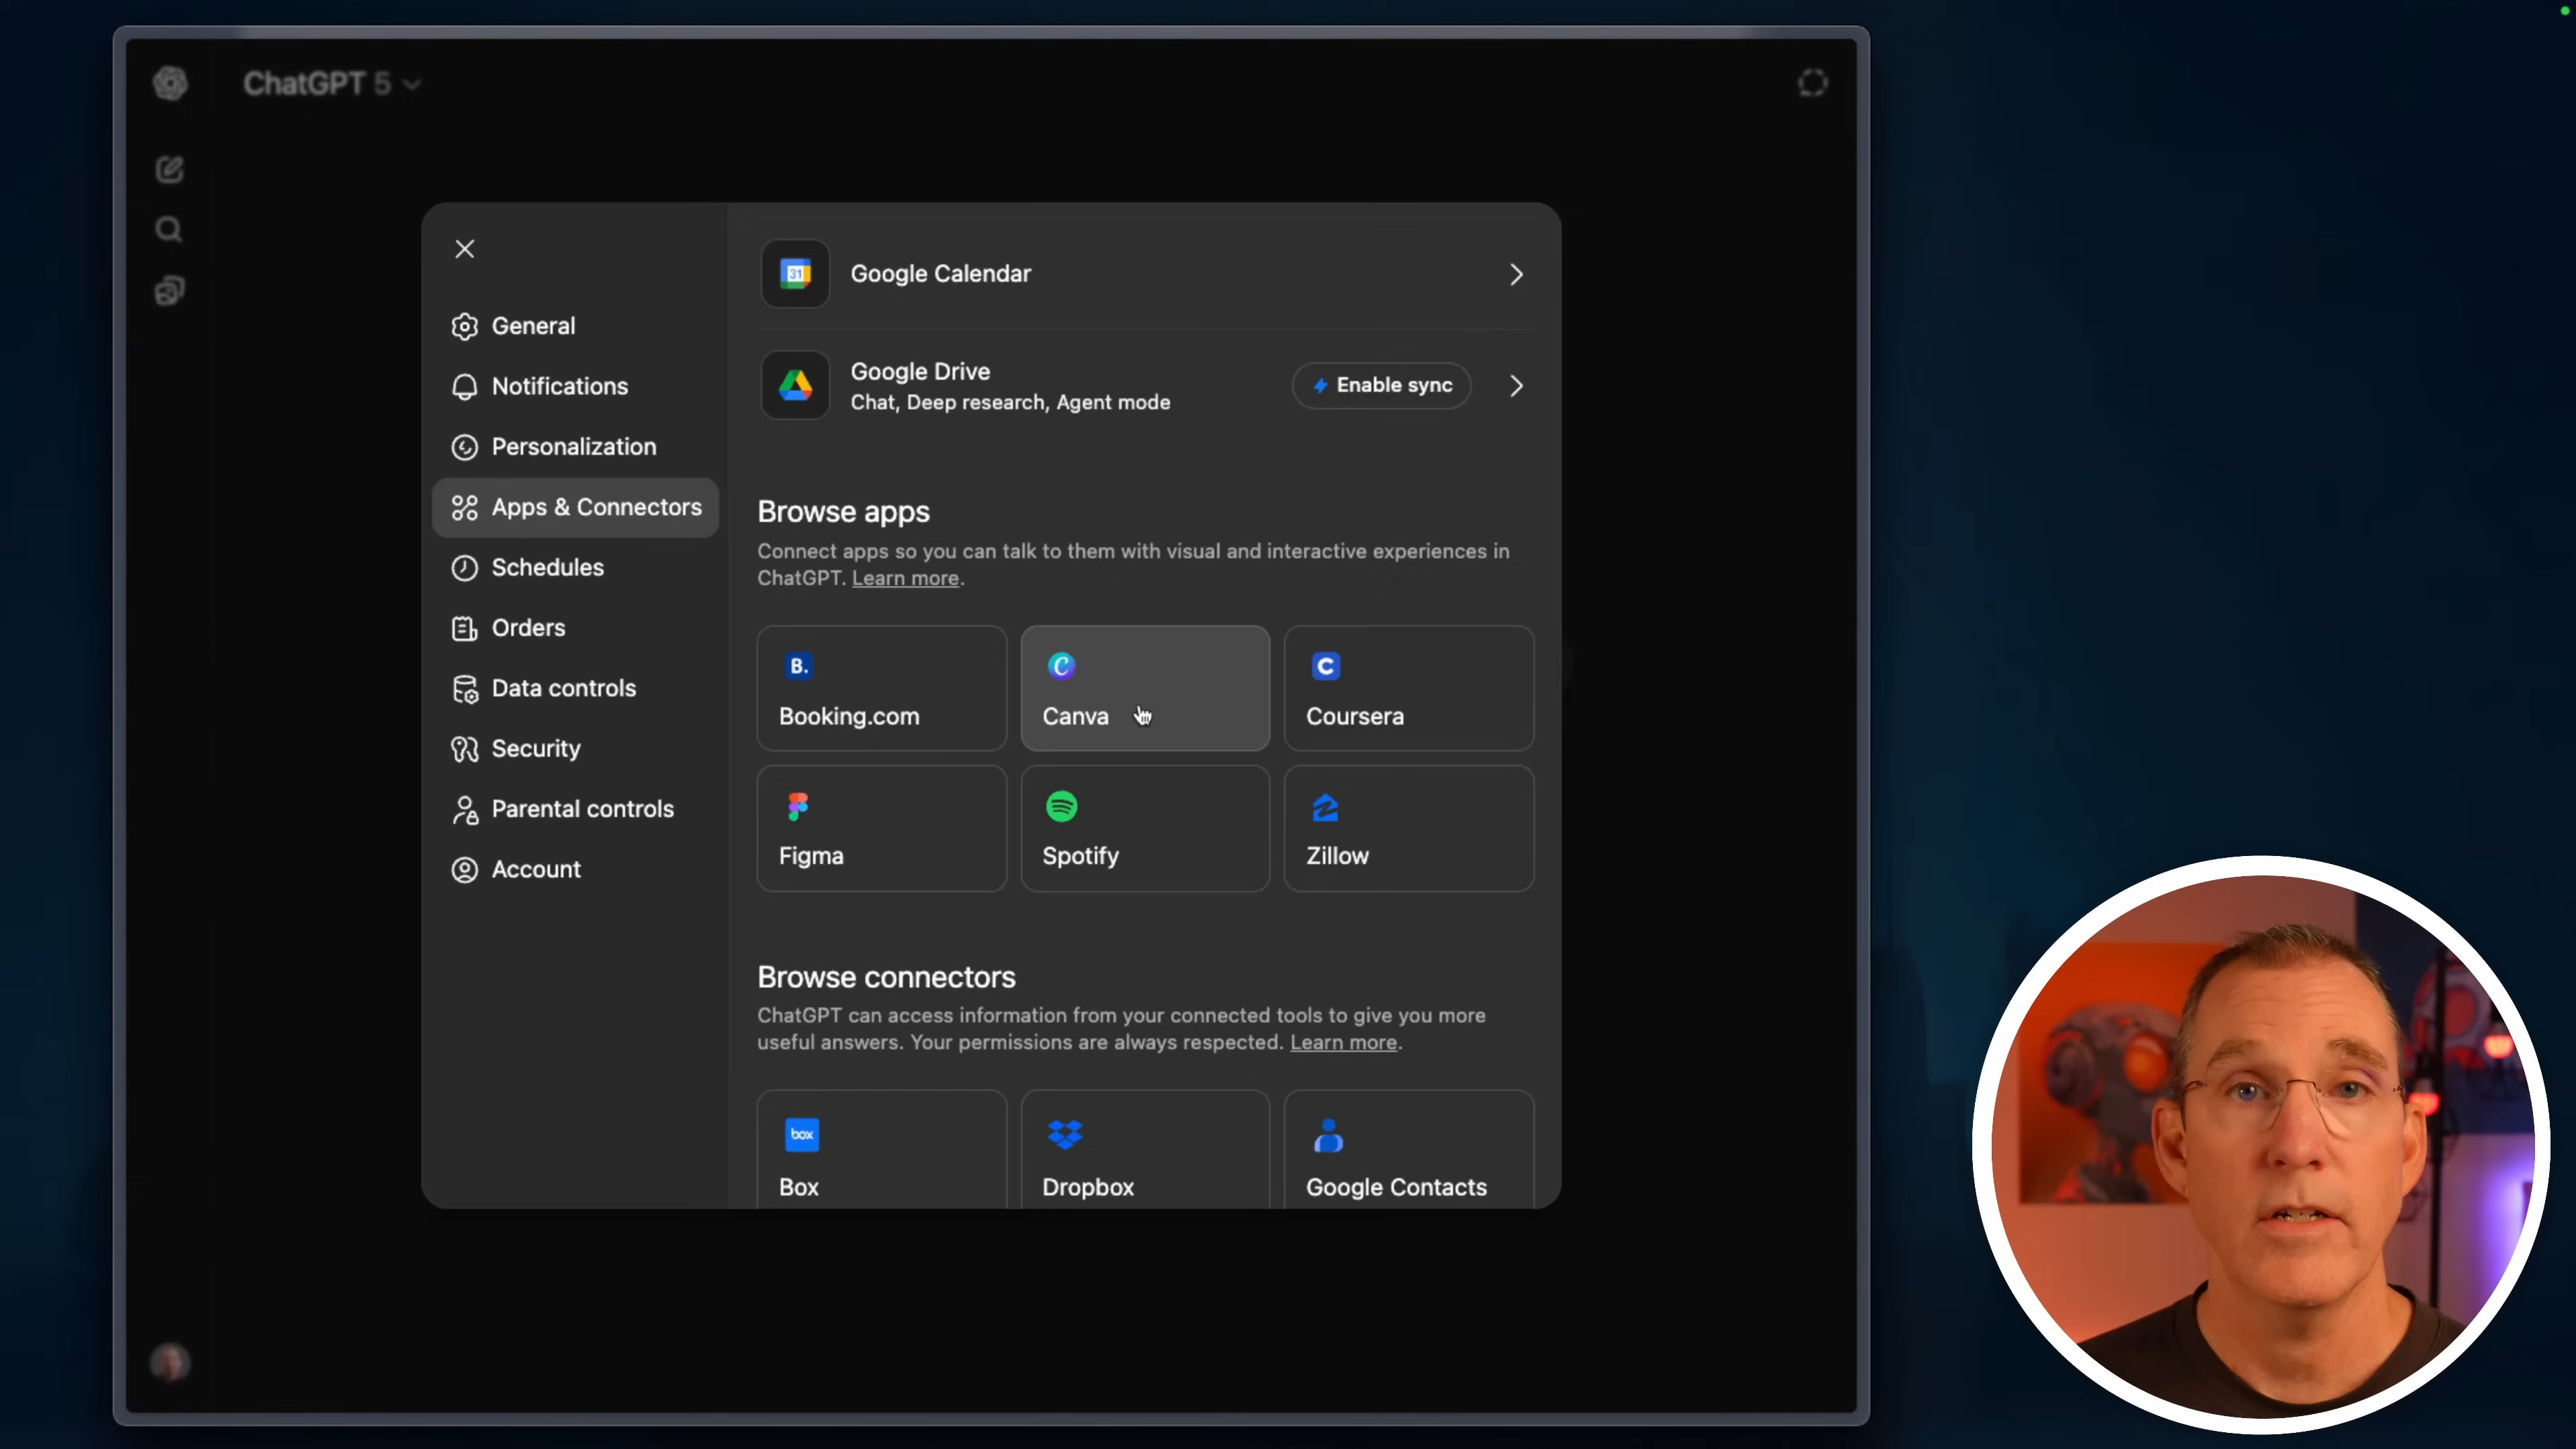 ChatGPT 5
General
Notifications
Personalization
Apps & Connectors
Schedules
Orders
Data controls
Security
Parental controls
Account
31
Google Calendar
Google Drive
Chat, Deep research, Agent mode
Enable sync
Browse apps
Connect apps so you can talk to them with visual and interactive experiences in
ChatGPT. Learn more.
B.
Booking.com
C
Canva
C
Coursera
Figma
Spotify
Zillow
Browse connectors
ChatGPT can access information from your connected tools to give you more
useful answers. Your permissions are always respected. Learn more.
box
Box
Dropbox
Google Contacts